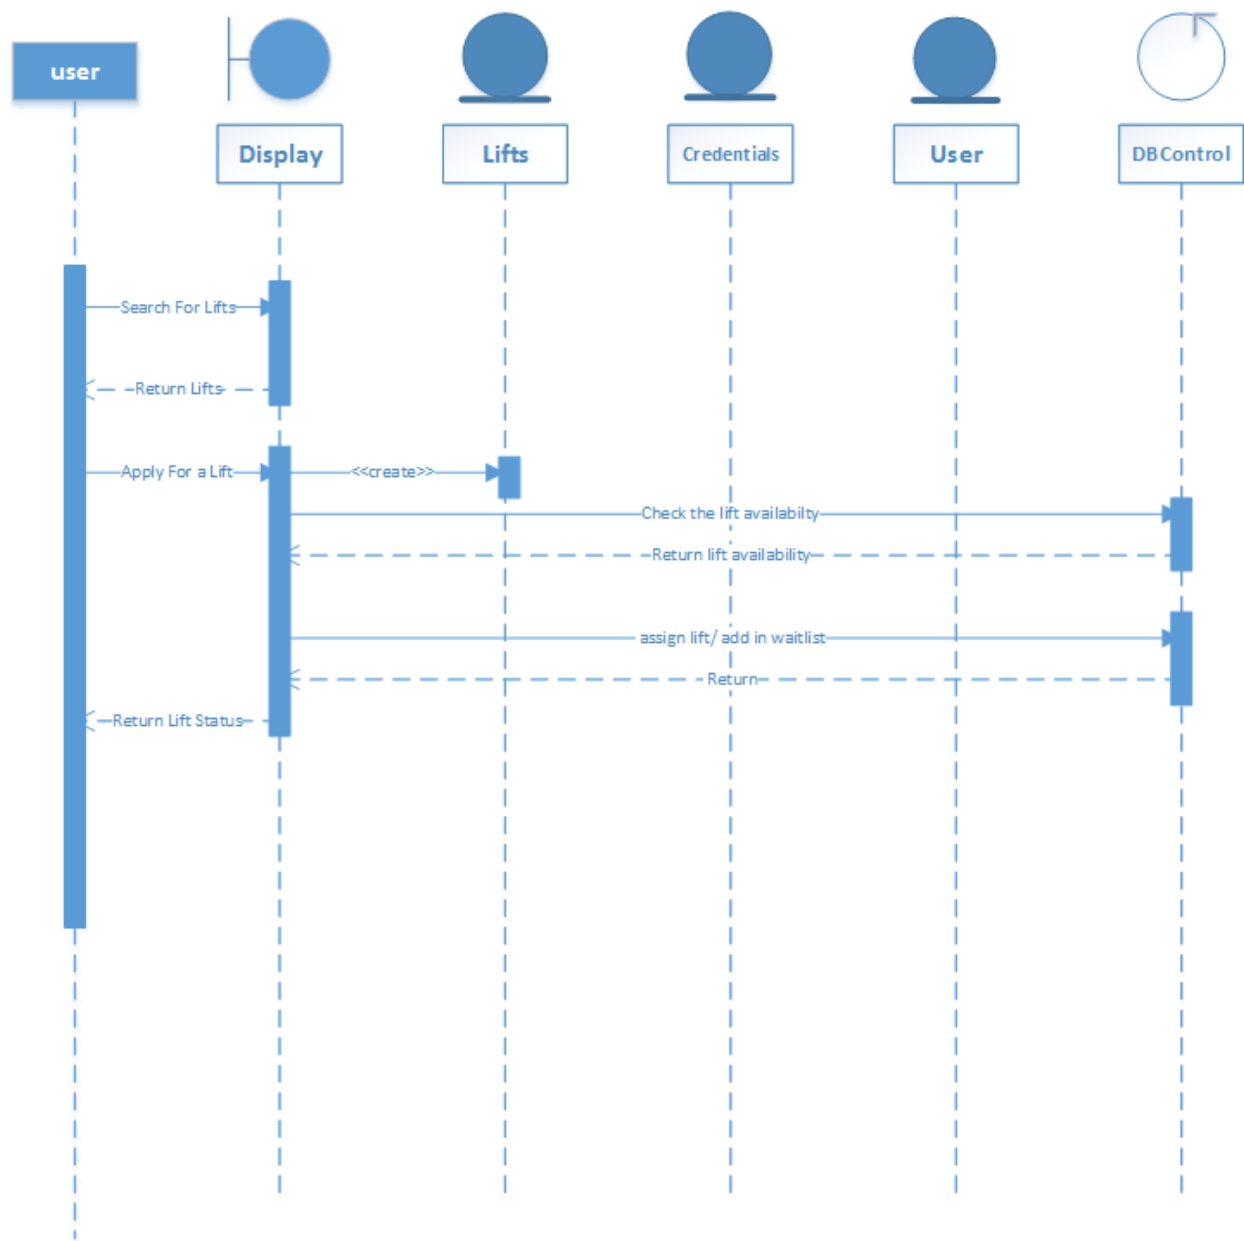 user
Display
Lifts
Credentials
User
DBControl
Search For Lifts
Return Lifts
Apply For a Lift
<<create>>
Check the lift availabilty
Return lift availability
assign lift/ add in waitlist
Return
Return Lift Status